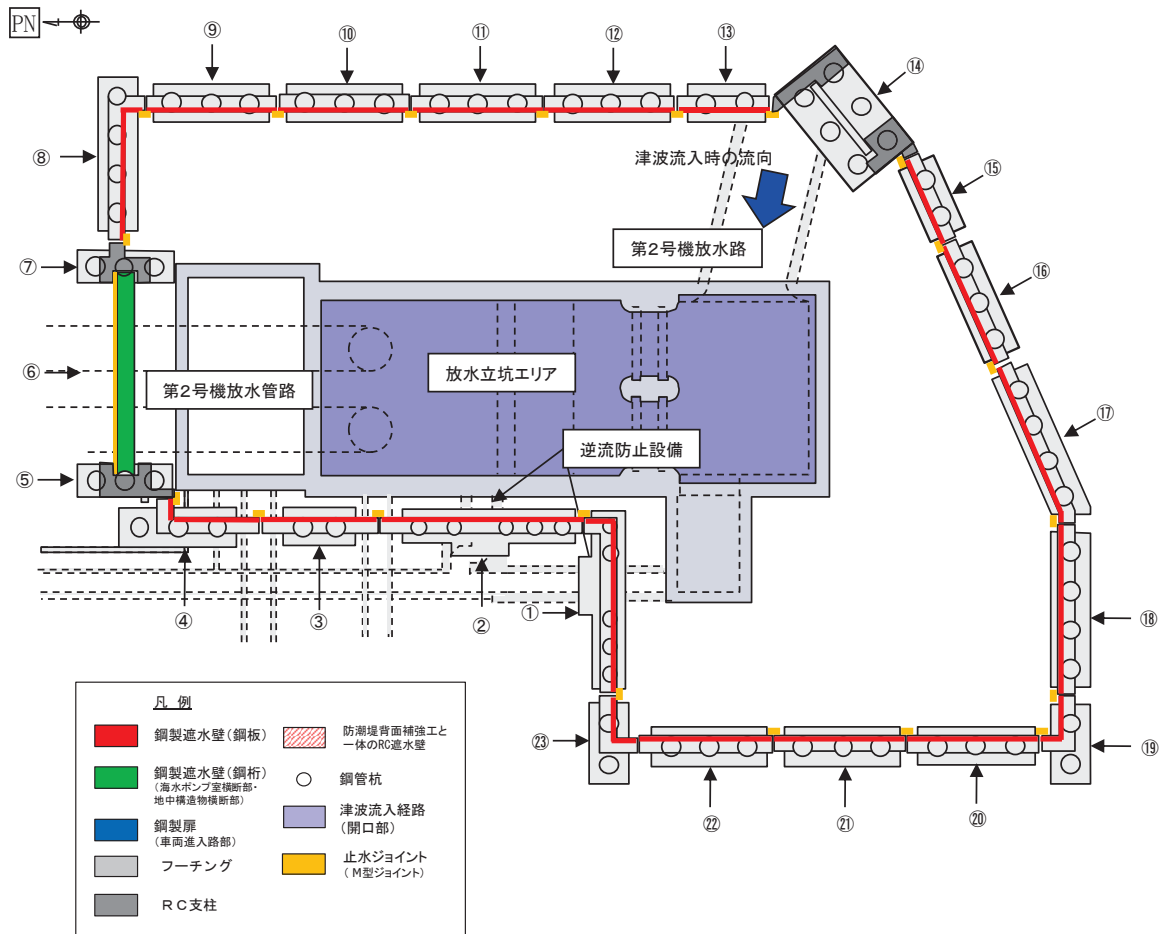 PN
⑨
⑩
⑪
⑫
⑬
⑭
⑧
津波流入時の流向
⑮
第2号機放水路
⑦
⑯
⑥
第2号機放水管路
放水立坑エリア
⑰
逆流防止設備
⑤
④
③
②
①
⑱
凡 例
鋼製遮水壁(鋼板)
防潮堤背面補強工と
一体のRC遮水壁
㉓
⑲
鋼製遮水壁(鋼桁)
(海水ポンプ室横断部・
地中構造物横断部)
鋼管杭
鋼製扉
(車両進入路部)
津波流入経路
(開口部)
㉒
㉑
⑳
フーチング
止水ジョイント
(M型ジョイント)
RC支柱